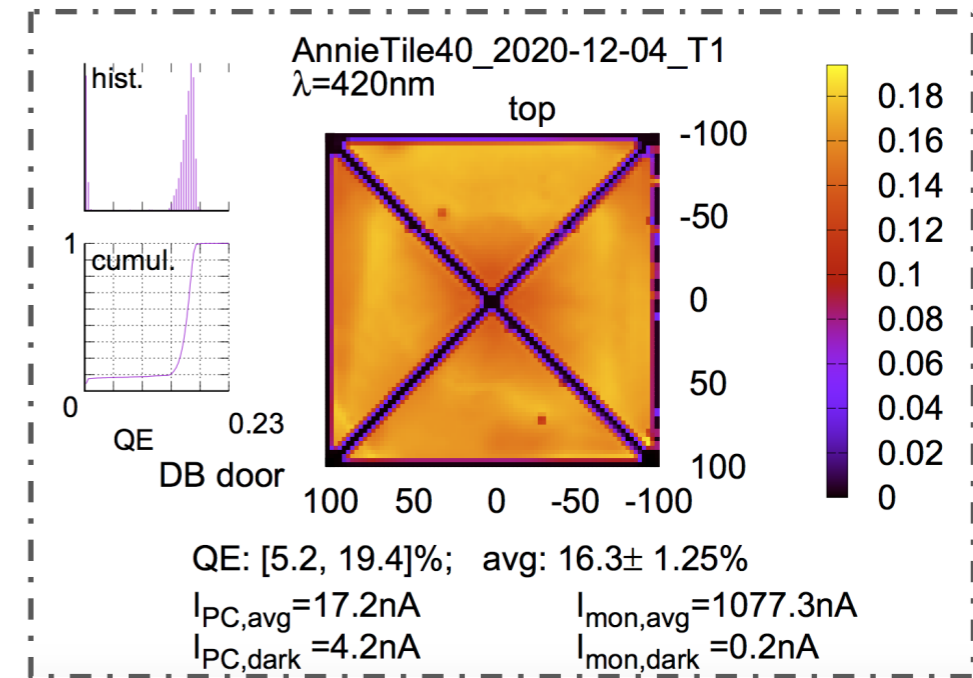 AnnieTile40_2020-12-04_T1
λ=420nm
hist.
top
cumul.
1
0
0.23
QE
DB door
-100
-50
0
50
100
100 50 0 -50 -100
0.18
0.16
0.14
0.12
0.1
0.08
0.06
0.04
0.02
0
QE: [5.2, 19.4]%; avg: 16.3± 1.25%
I_PC,avg=17.2nA I_mon,avg=1077.3nA
I_PC,dark =4.2nA I_mon,dark =0.2nA